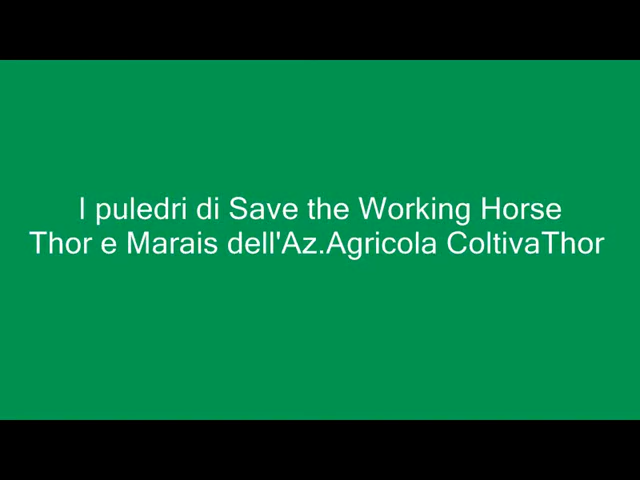 I puledri di Save the Working Horse
Thor e Marais dell'Az.Agricola ColtivaThor